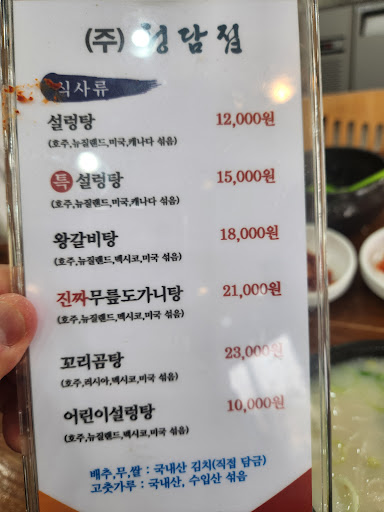 (주) 청담접
식사류
설렁탕 12,000원
(호주,뉴질랜드,미국,캐나다 섞음)
특 설렁탕 15,000원
(호주,뉴질랜드,미국,캐나다 섞음)
왕갈비탕 18,000원
(호주,뉴질랜드,멕시코,미국 섞음)
진짜무릎도가니탕 21,000원
(호주,뉴질랜드,멕시코,미국 섞음)
꼬리곰탕 23,000원
(호주,러시아,멕시코,미국 섞음)
어린이설렁탕 10,000원
(호주,뉴질랜드,멕시코,미국 섞음)
배추,무,쌀 : 국내산 김치(직접 담금)
고춧가루 : 국내산, 수입산 섞음